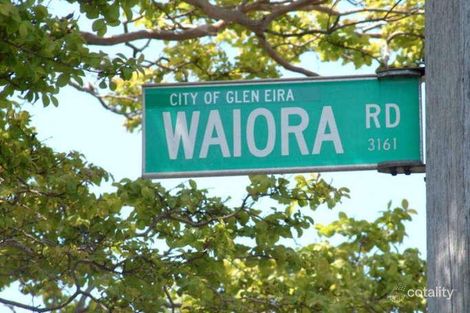 CITY OF GLEN EIRA
WAIORA RD
3161
cotality